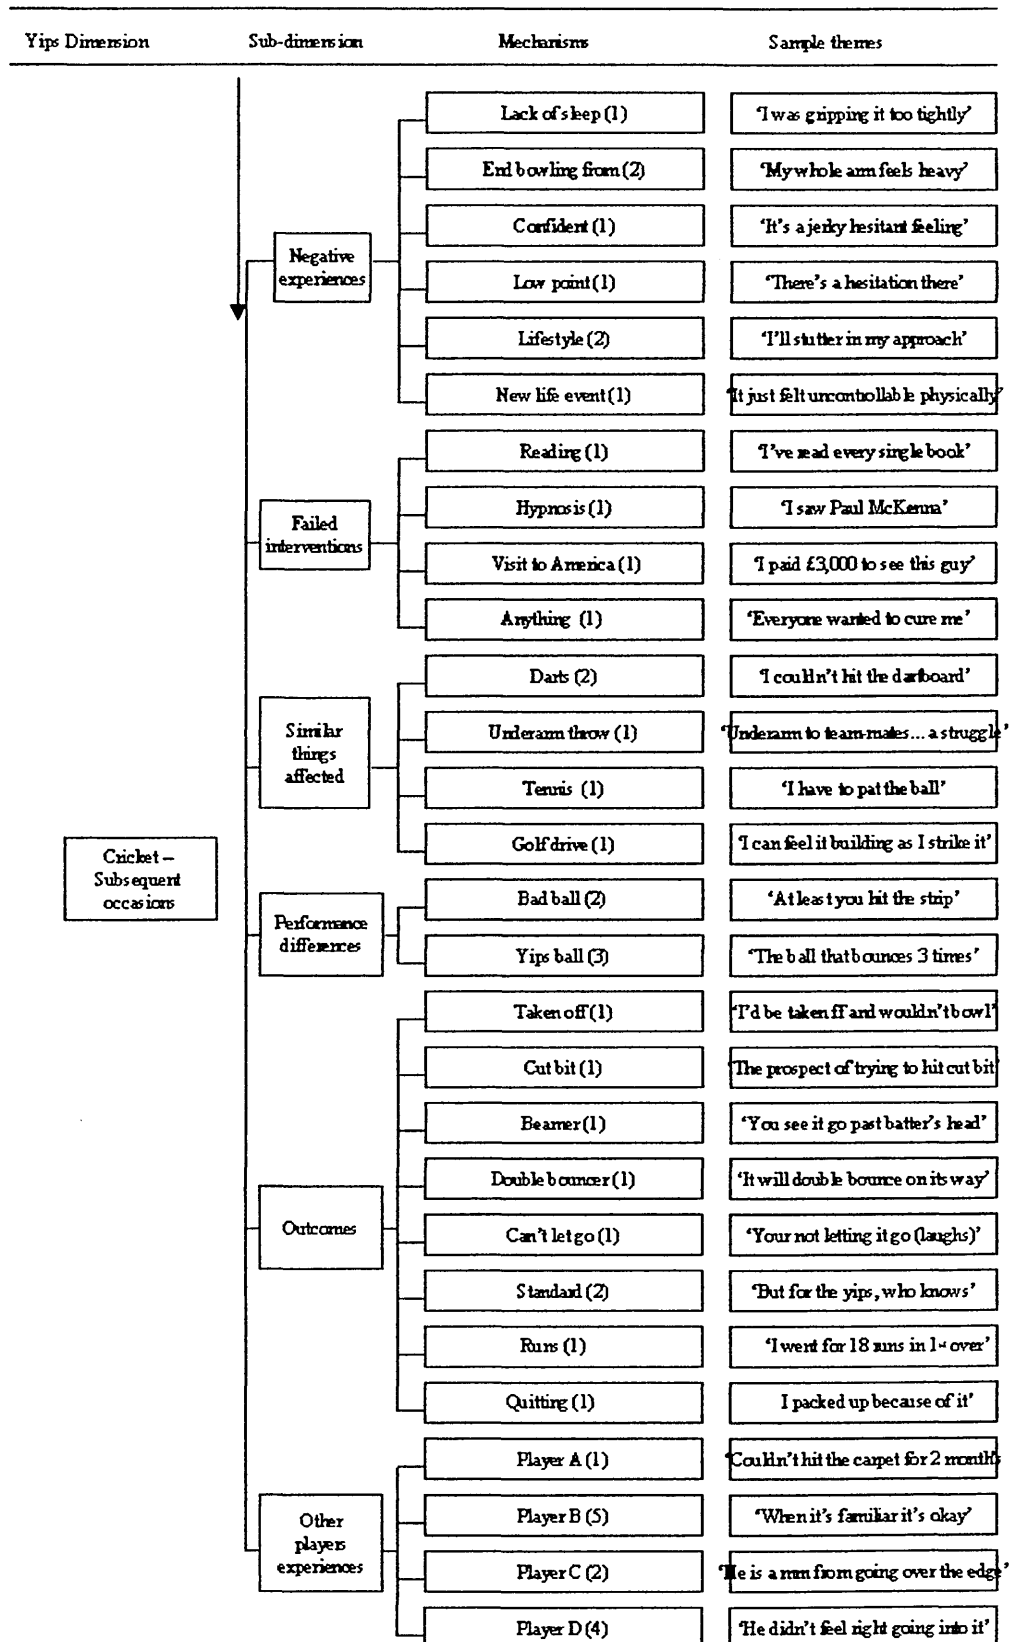 Yips Dimension Sub-dimension Mechanisms Sample themes
Lack of sleep (1) 'I was gripping it too tightly'
End bowling from (2) 'My whole arm feels heavy'
Confident (1) 'It's a jerky hesitant feeling'
Negative
experiences
Low point (1) 'There's a hesitation there'
Lifestyle (2) 'I'll stutter in my approach'
New life event (1) 'It just felt uncontrollable physically'
Reading (1) 'I've read every single book'
Failed
interventions
Hypnosis (1) 'I saw Paul McKenna'
Visit to America (1) 'I paid £3,000 to see this guy'
Anything (1) 'Everyone wanted to cure me'
Darts (2) 'I couldn't hit the dartboard'
Similar
things
affected
Underarm throw (1) 'Underarm to team-mates... a struggle'
Tennis (1) 'I have to pat the ball'
Golf drive (1) 'I can feel it building as I strike it'
Cricket –
Subsequent
occasions
Bad ball (2) 'At least you hit the strip'
Performance
differences
Yips ball (3) 'The ball that bounces 3 times'
Taken off (1) 'I'd be taken ff and wouldn't bowl'
Cut bit (1) 'The prospect of trying to hit cut bit
Beamer (1) 'You see it go past batter's head'
Double bouncer (1) 'It will double bounce on its way'
Outcomes
Can't let go (1) 'Your not letting it go (laughs)'
Standard (2) 'But for the yips, who knows'
Runs (1) 'I went for 18 runs in 1st over'
Quitting (1) I packed up because of it'
Player A (1) 'Couldn't hit the carpet for 2 months
Player B (5) 'When it's familiar it's okay'
Other
players
experiences
Player C (2) 'He is a mm from going over the edge'
Player D (4) 'He didn't feel right going into it'